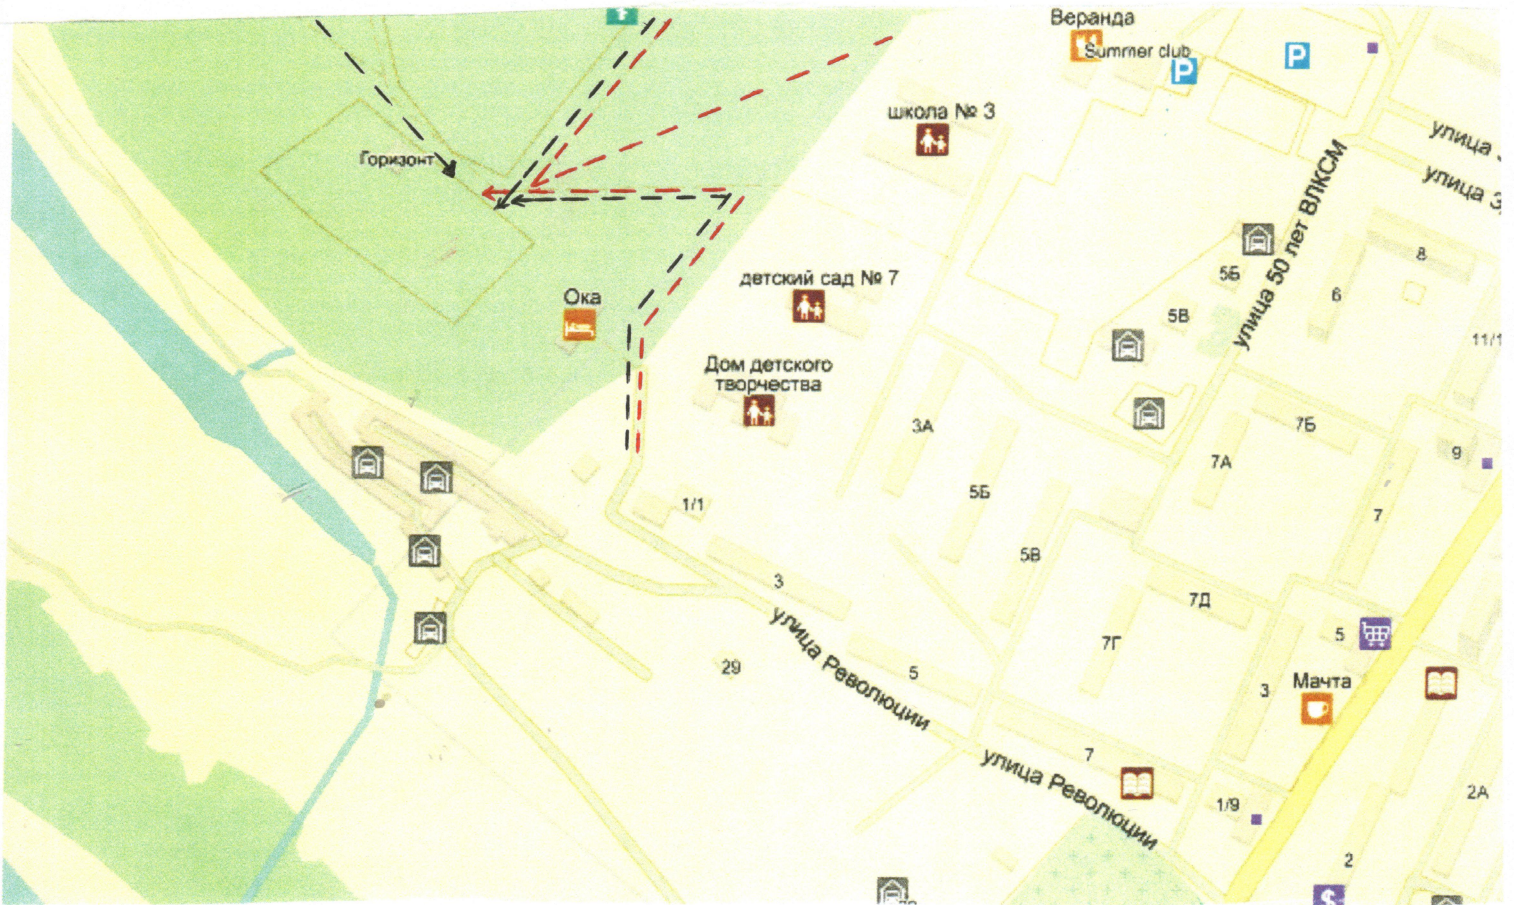 Веранда
Summer club
P
P
школа № 3
Горизонт
улица
улица
улица 50 лет ВЛКСМ
8
5Б
детский сад № 7
6
Ока
5В
11/1
Дом детского
творчества
3А
7Б
9
7А
5Б
1/1
7
5В
3
7Д
5
7Г
улица Революции
29
5
Мачта
3
7
улица Революции
2А
1/9
2
$